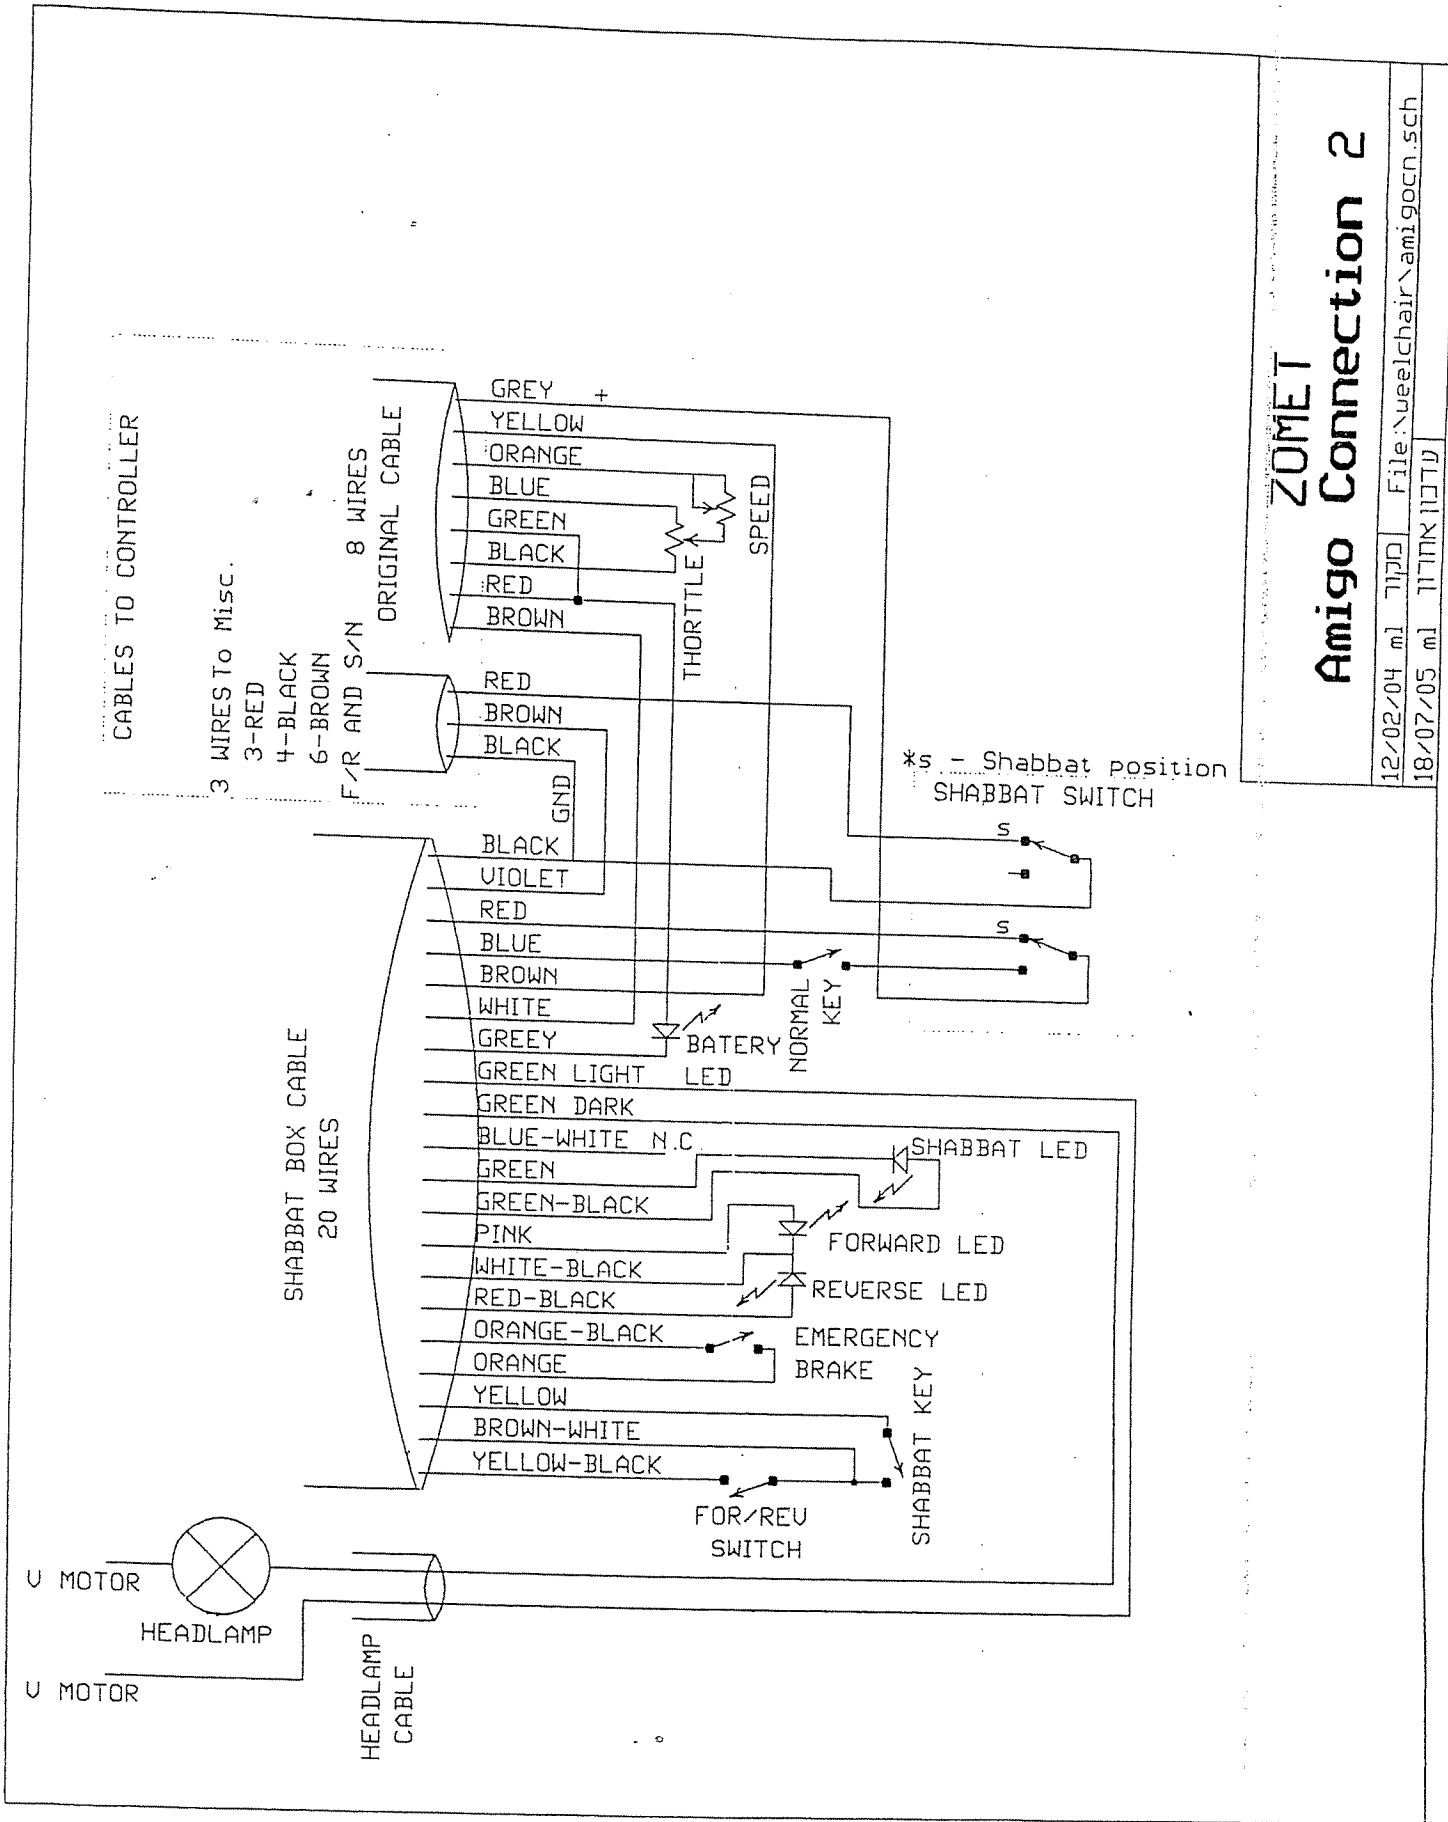 CABLES TO CONTROLLER
3 WIRES To Misc.
3-RED
4-BLACK
6-BROWN
F/R AND S/N
8 WIRES
ORIGINAL CABLE
GREY +
YELLOW
ORANGE
BLUE
GREEN
BLACK
RED
BROWN
SPEED
THORTTLE
RED
BROWN
BLACK
GND
*s - Shabbat position
SHABBAT SWITCH
s
s
SHABBAT BOX CABLE
20 WIRES
BLACK
VIOLET
RED
BLUE
BROWN
WHITE
GREEY
GREEN LIGHT
GREEN DARK
BLUE-WHITE N.C.
GREEN
GREEN-BLACK
PINK
WHITE-BLACK
RED-BLACK
ORANGE-BLACK
ORANGE
YELLOW
BROWN-WHITE
YELLOW-BLACK
NORMAL
KEY
BATERY
LED
SHABBAT LED
FORWARD LED
REVERSE LED
EMERGENCY
BRAKE
SHABBAT KEY
FOR/REV
SWITCH
V MOTOR
HEADLAMP
V MOTOR
HEADLAMP
CABLE
ZOMET
Amigo Connection 2
12/02/04 ml מקור File:\weelchair\amigocn.sch
18/07/05 ml עדכון אחרון